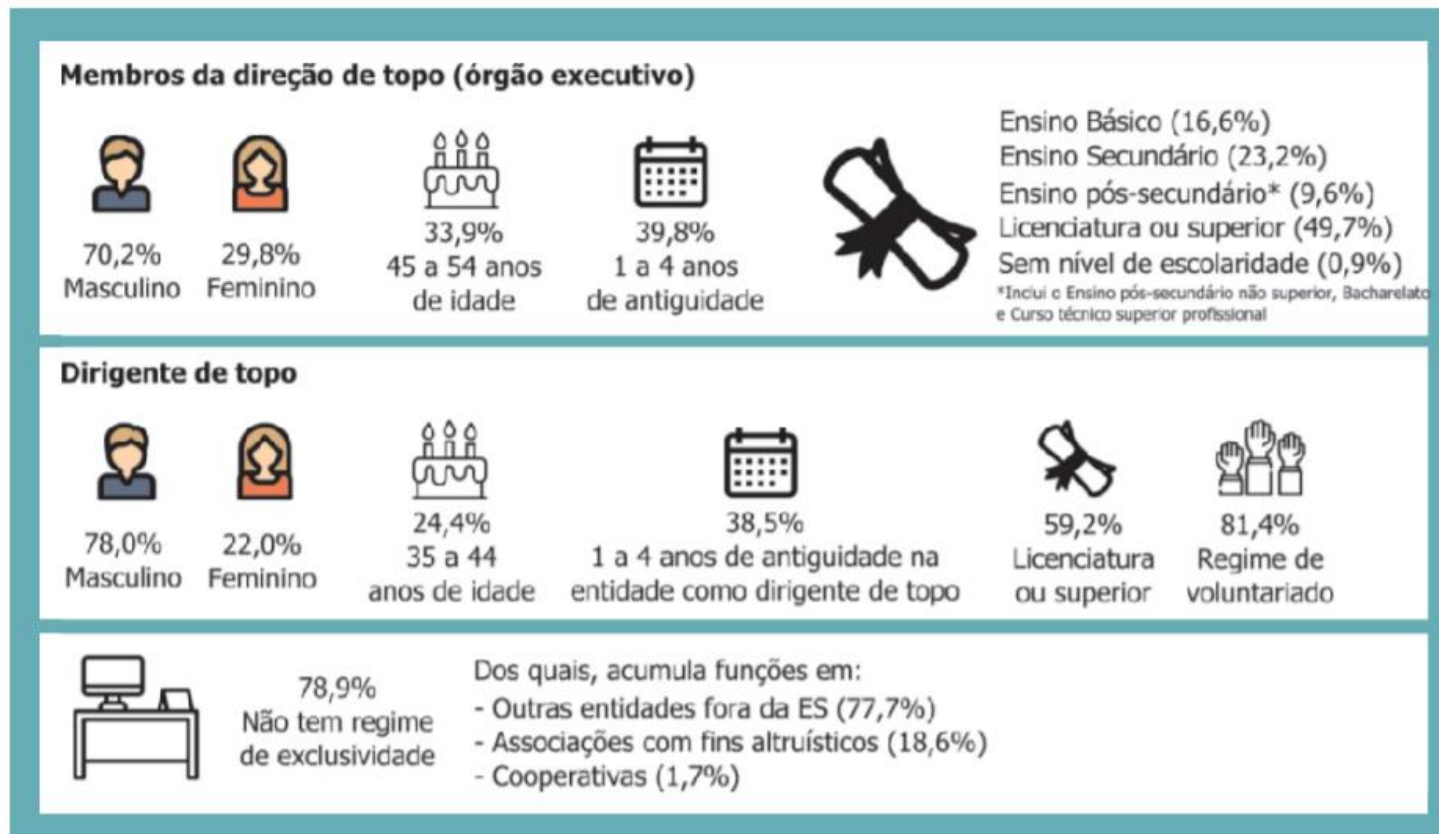 Membros da direção de topo (órgão executivo)
70,2%
Masculino
29,8%
Feminino
33,9%
45 a 54 anos
de idade
39,8%
1 a 4 anos
de antiguidade
Ensino Básico (16,6%)
Ensino Secundário (23,2%)
Ensino pós-secundário* (9,6%)
Licenciatura ou superior (49,7%)
Sem nível de escolaridade (0,9%)
*Inclui o Ensino pós-secundário não superior, Bacharelato
e Curso técnico superior profissional
Dirigente de topo
78,0%
Masculino
22,0%
Feminino
24,4%
35 a 44
anos de idade
38,5%
1 a 4 anos de antiguidade na
entidade como dirigente de topo
59,2%
Licenciatura
ou superior
81,4%
Regime de
voluntariado
78,9%
Não tem regime
de exclusividade
Dos quais, acumula funções em:
- Outras entidades fora da ES (77,7%)
- Associações com fins altruísticos (18,6%)
- Cooperativas (1,7%)